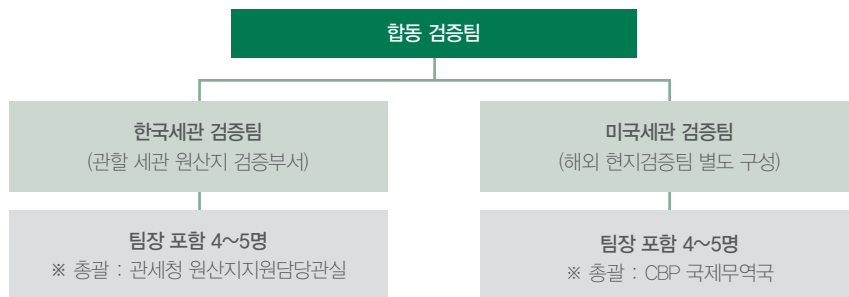 합동 검증팀
한국세관 검증팀
(관할 세관 원산지 검증부서)
미국세관 검증팀
(해외 현지검증팀 별도 구성)
팀장 포함 4~5명
※ 총괄 : 관세청 원산지지원담당관실
팀장 포함 4~5명
※ 총괄 : CBP 국제무역국